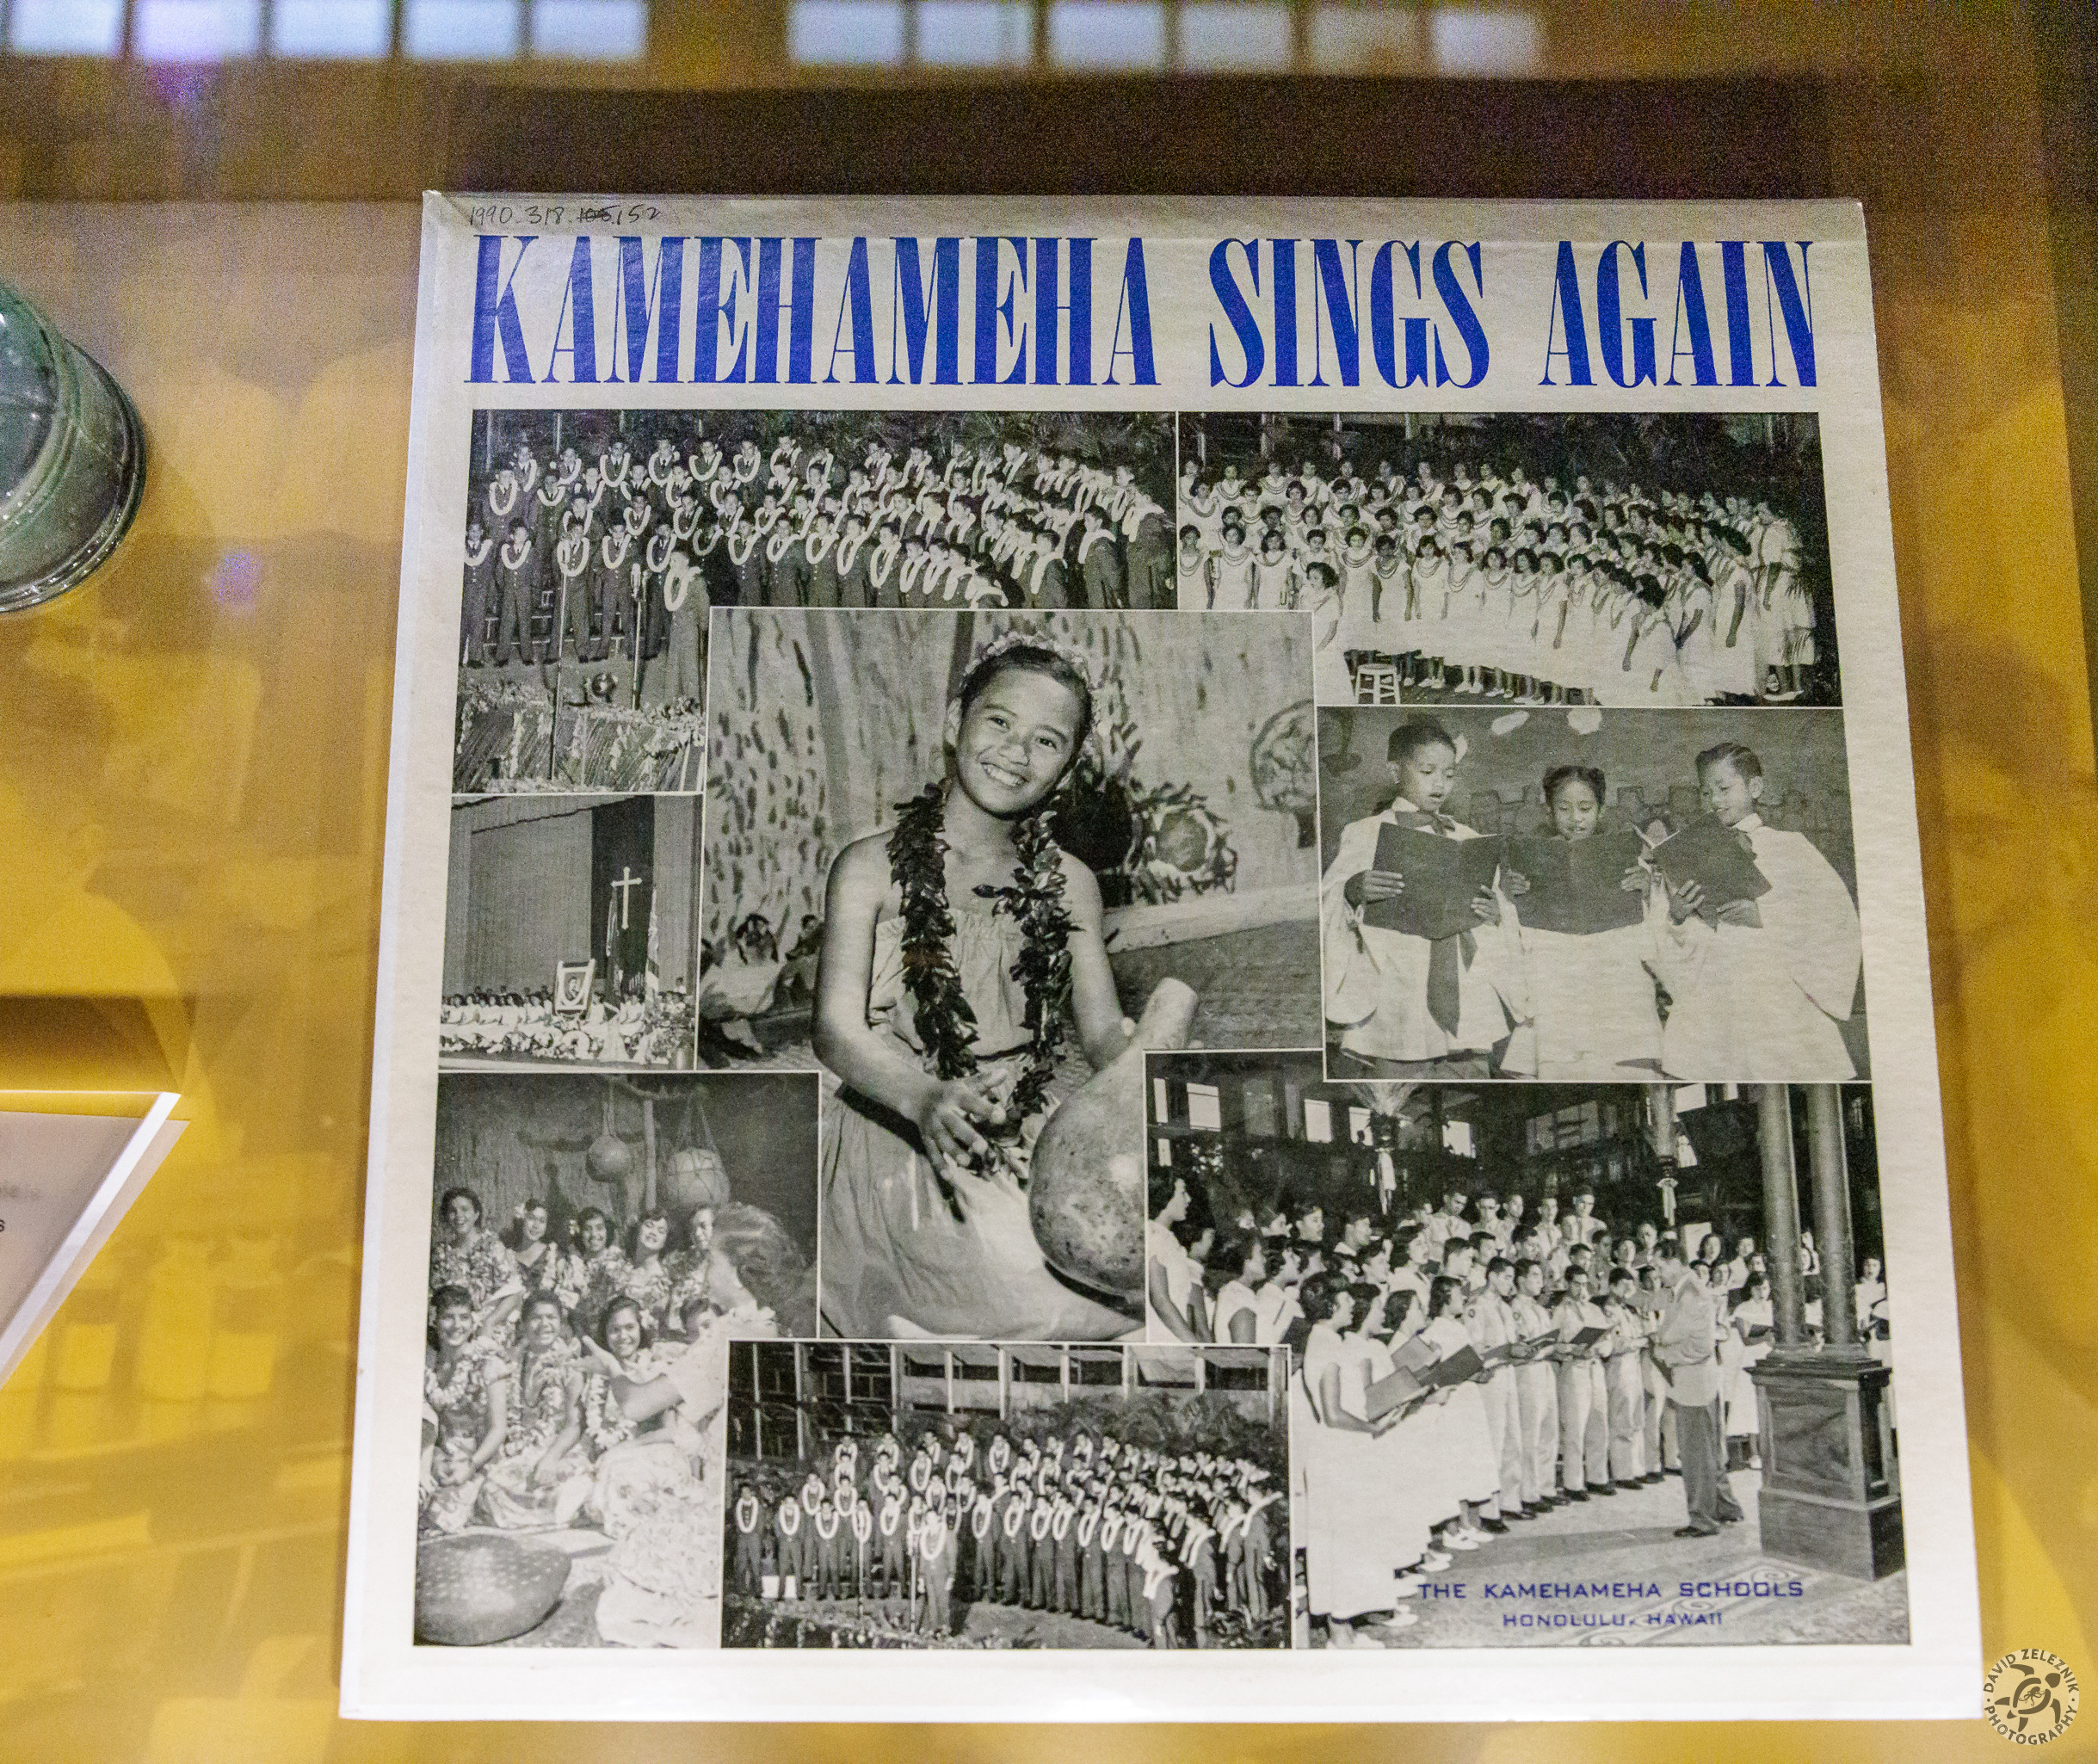 1990.318.105.152
KAMEHAMEHA SINGS AGAIN
THE KAMEHAMEHA SCHOOLS
HONOLULU, HAWAII
DAVID ZELEZNIK
PHOTOGRAPHY